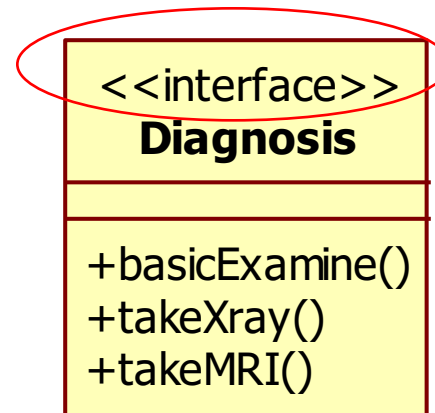 <<interface>>
Diagnosis
+basicExamine()
+takeXray()
+takeMRI()